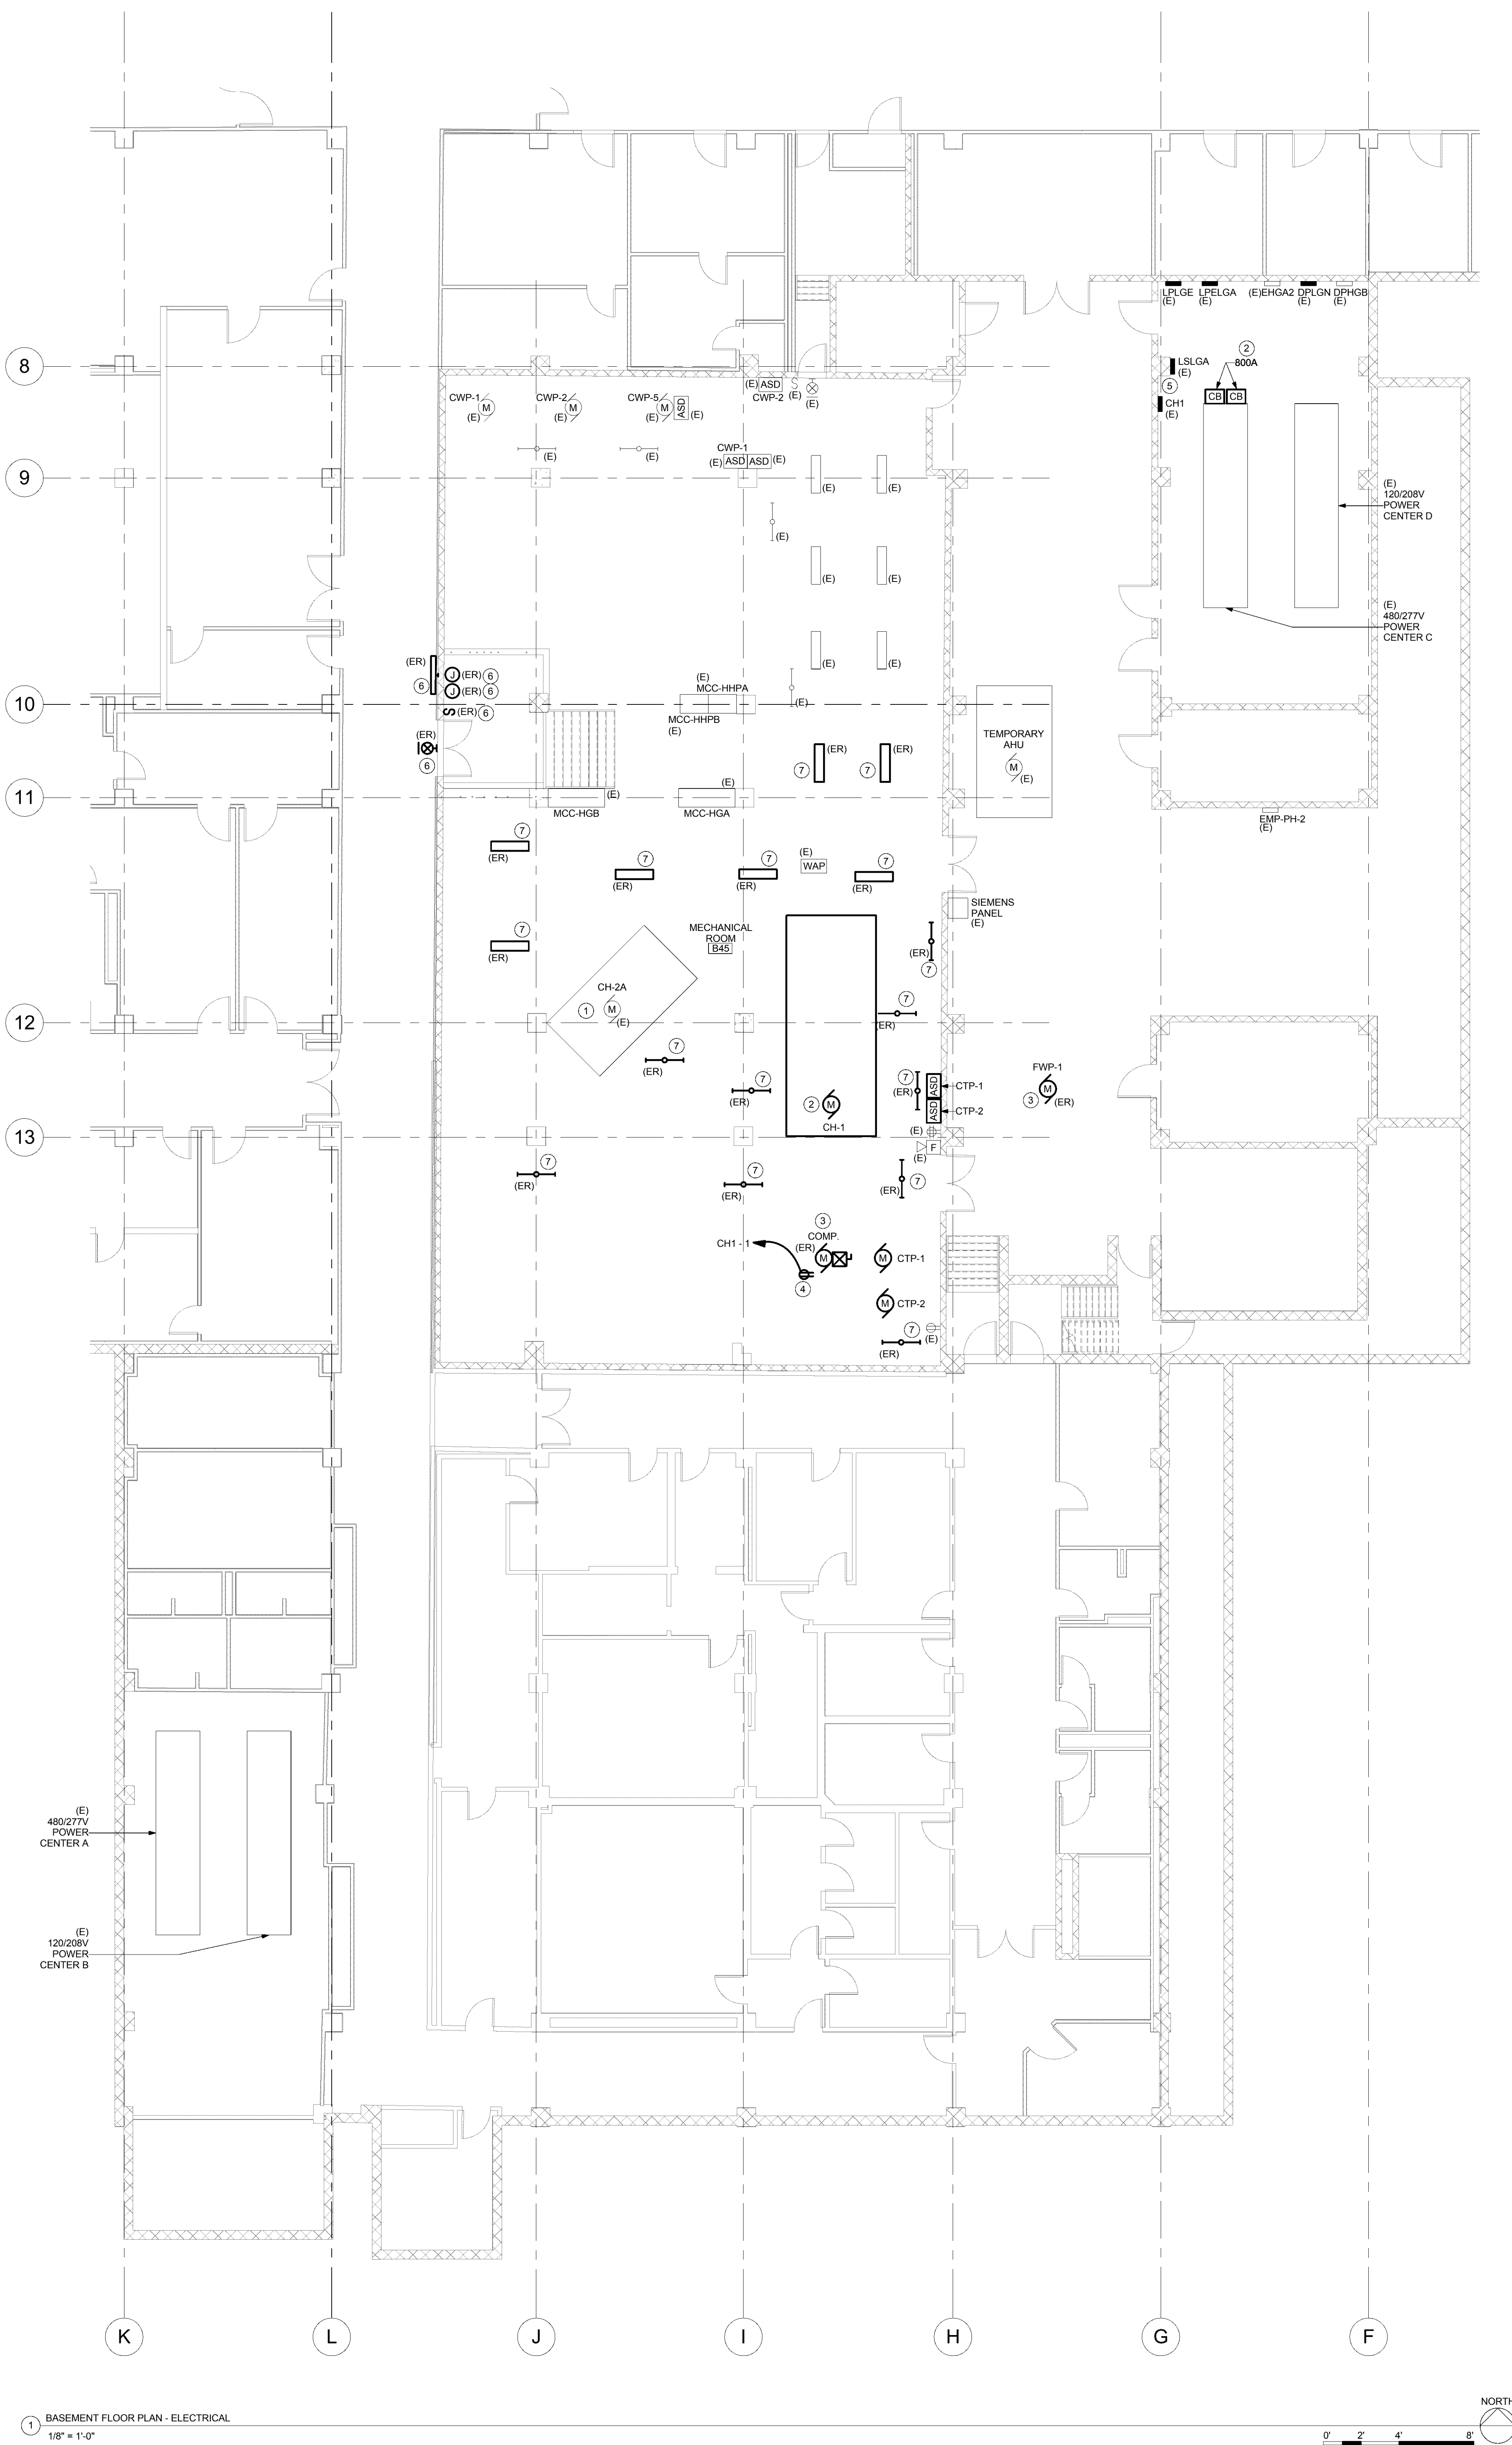 LPLGE
(E)
LPELGA
(E)
(E)EHGA2
DPLGN
(E)
DPHGB
(E)
8
2
800A
LSLGA
(E)
5
CH1
(E)
CB
CB
CWP-1
M
(E)
CWP-2
M
(E)
CWP-5
M
(E)
ASD
(E)
(E)
ASD
CWP-2
S
(E)
(E)
(E)
(E)
CWP-1
(E)
ASD
ASD
(E)
9
(E)
(E)
(E)
120/208V
POWER
CENTER D
(E)
(E)
(E)
(E)
480/277V
POWER
CENTER C
(E)
(E)
(ER)
6
J
(ER)
6
J
(ER)
6
S
(ER)
6
10
(E)
MCC-HHPA
MCC-HHPB
(E)
(E)
(ER)
6
(ER)
7
(ER)
7
TEMPORARY
AHU
M
(E)
11
(E)
MCC-HGB
(E)
MCC-HGA
EMP-PH-2
(E)
7
(ER)
7
(ER)
7
(ER)
(E)
WAP
7
(ER)
SIEMENS
PANEL
(E)
7
(ER)
MECHANICAL
ROOM
B45
(ER)
7
CH-2A
1
M
(E)
7
(ER)
12
7
(ER)
7
(ER)
2
M
CH-1
7
(ER)
ASD
CTP-1
ASD
CTP-2
FWP-1
3
M
(ER)
13
(E)
F
(E)
7
(ER)
7
(ER)
(ER)
7
CH1 - 1
3
COMP.
(ER)
M
4
M
CTP-1
M
CTP-2
7
(ER)
(E)
(E)
480/277V
POWER
CENTER A
(E)
120/208V
POWER
CENTER B
K
L
J
I
H
G
F
1
BASEMENT FLOOR PLAN - ELECTRICAL
1/8" = 1'-0"
NORTH
0'
2'
4'
8'